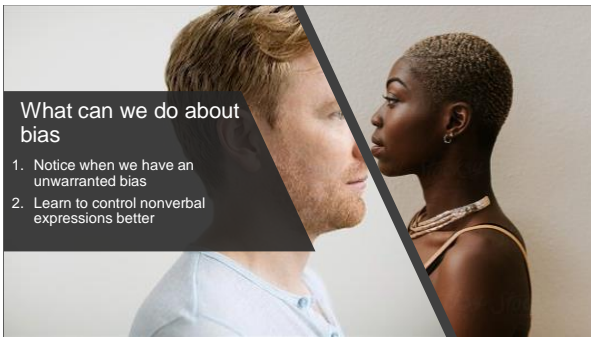 What can we do about
bias
1. Notice when we have an
unwarranted bias
2. Learn to control nonverbal
expressions better